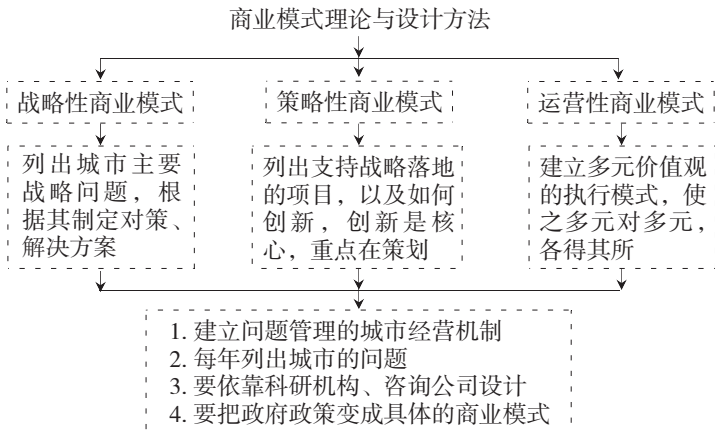 商业模式理论与设计方法
战略性商业模式
策略性商业模式
运营性商业模式
列出城市主要
战略问题，根
据其制定对策、
解决方案
列出支持战略落地
的项目，以及如何
创新，创新是核
心，重点在策划
建立多元价值观
的执行模式，使
之多元对多元，
各得其所
1. 建立问题管理的城市经营机制
2. 每年列出城市的问题
3. 要依靠科研机构、咨询公司设计
4. 要把政府政策变成具体的商业模式